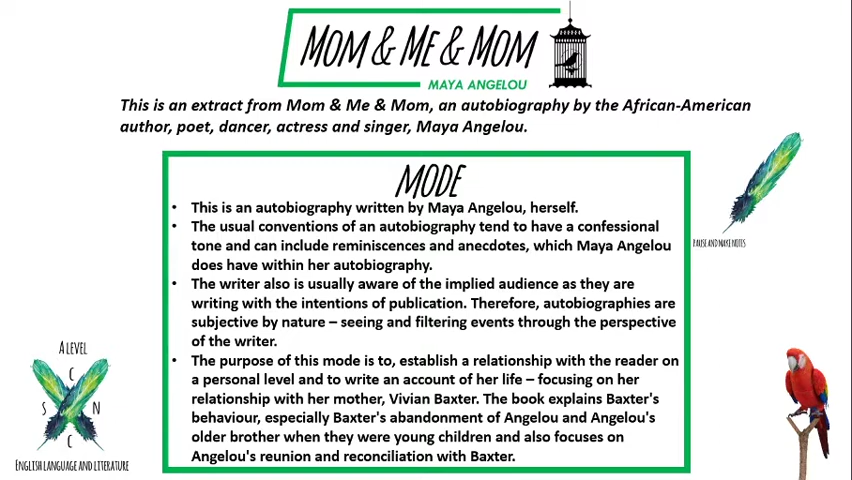 MOM & ME & MOM
MAYA ANGELOU
This is an extract from Mom & Me & Mom, an autobiography by the African-American
author, poet, dancer, actress and singer, Maya Angelou.
MODE
• This is an autobiography written by Maya Angelou, herself.
• The usual conventions of an autobiography tend to have a confessional
tone and can include reminiscences and anecdotes, which Maya Angelou
does have within her autobiography.
• The writer also is usually aware of the implied audience as they are
writing with the intentions of publication. Therefore, autobiographies are
subjective by nature – seeing and filtering events through the perspective
of the writer.
• The purpose of this mode is to, establish a relationship with the reader on
a personal level and to write an account of her life – focusing on her
relationship with her mother, Vivian Baxter. The book explains Baxter's
behaviour, especially Baxter's abandonment of Angelou and Angelou's
older brother when they were young children and also focuses on
Angelou's reunion and reconciliation with Baxter.
PAUSE AND MAKE NOTES
A LEVEL
C
S N
C
ENGLISH LANGUAGE AND LITERATURE